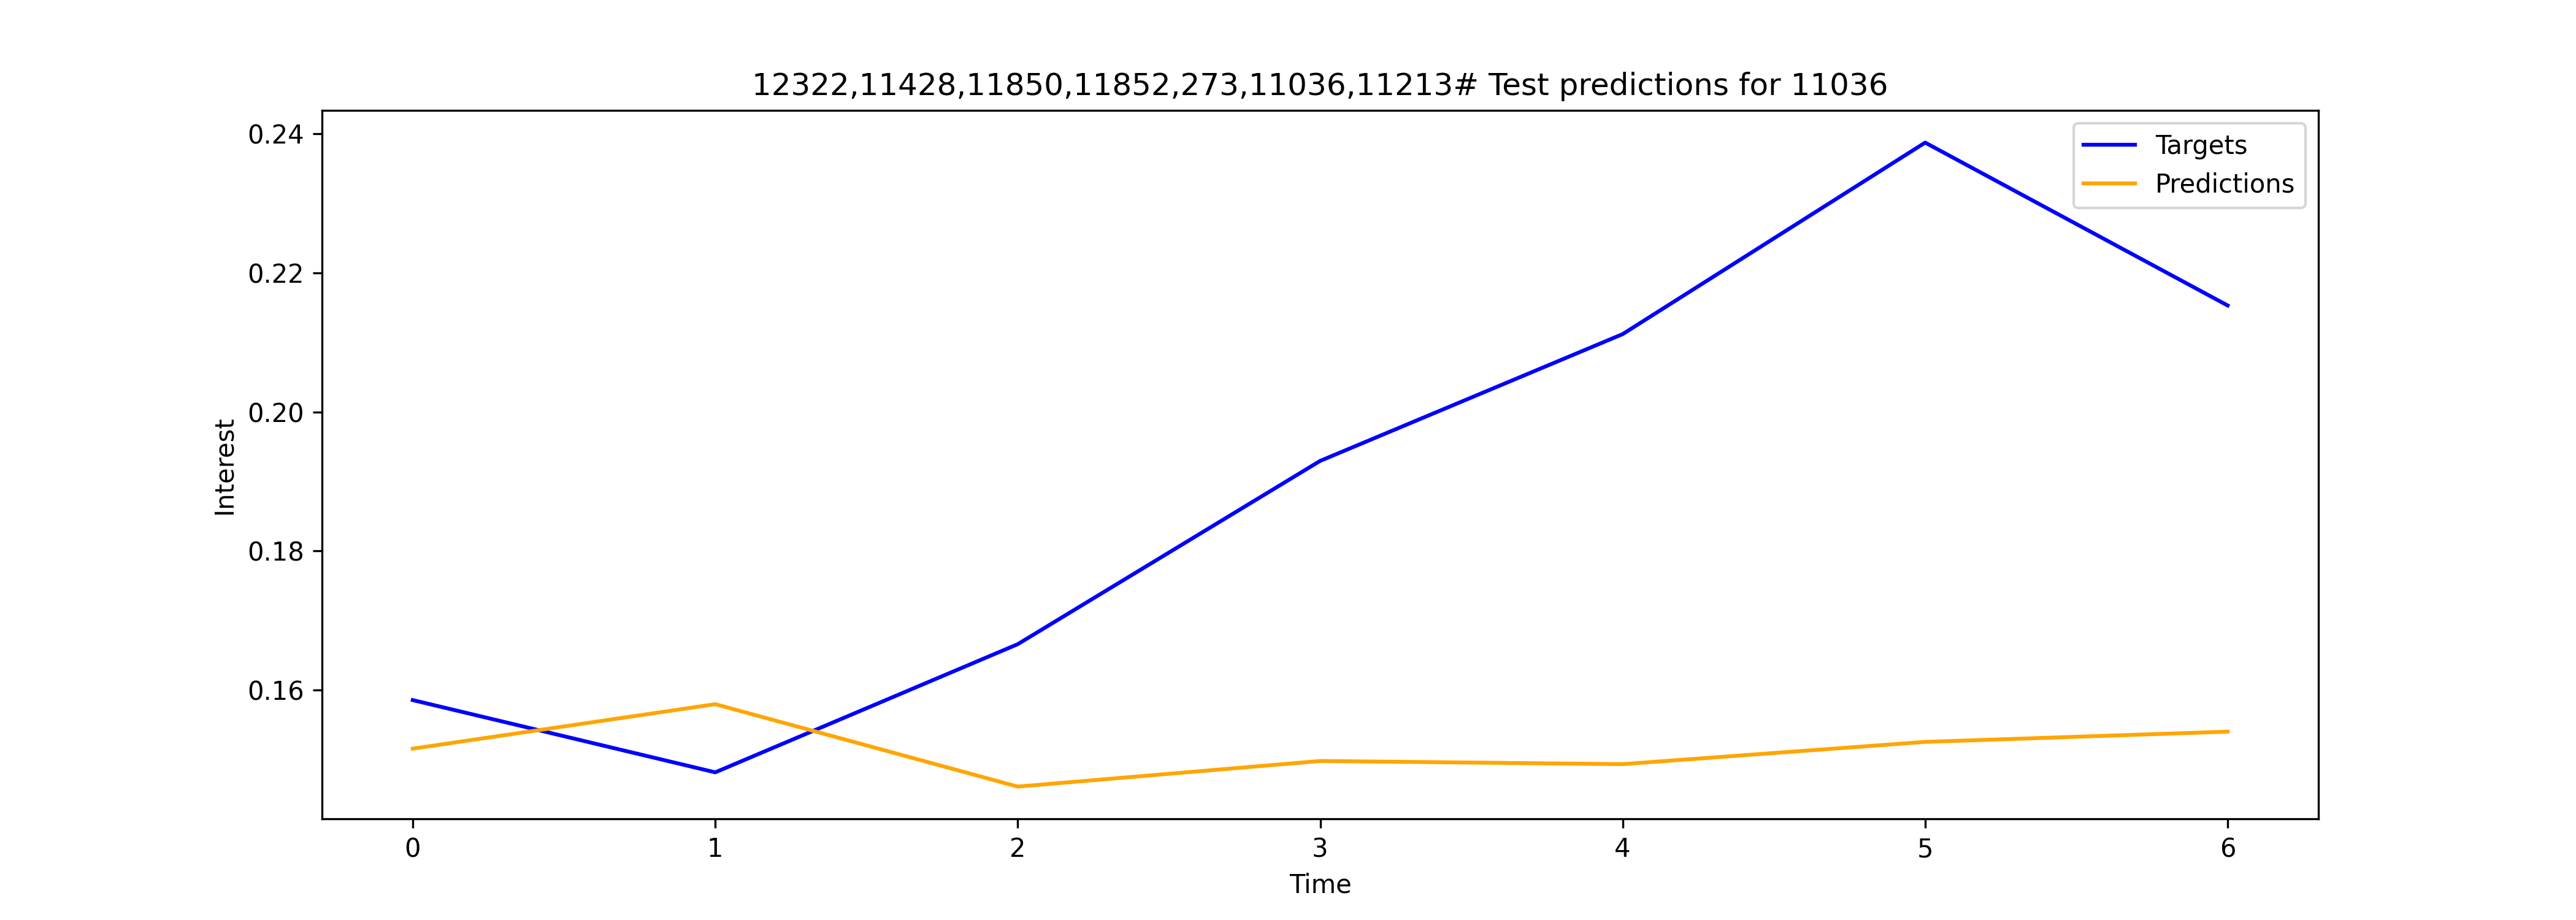 12322,11428,11850,11852,273,11036,11213# Test predictions for 11036
Targets
Predictions
Interest
0.24
0.22
0.20
0.18
0.16
0 1 2 3 4 5 6
Time